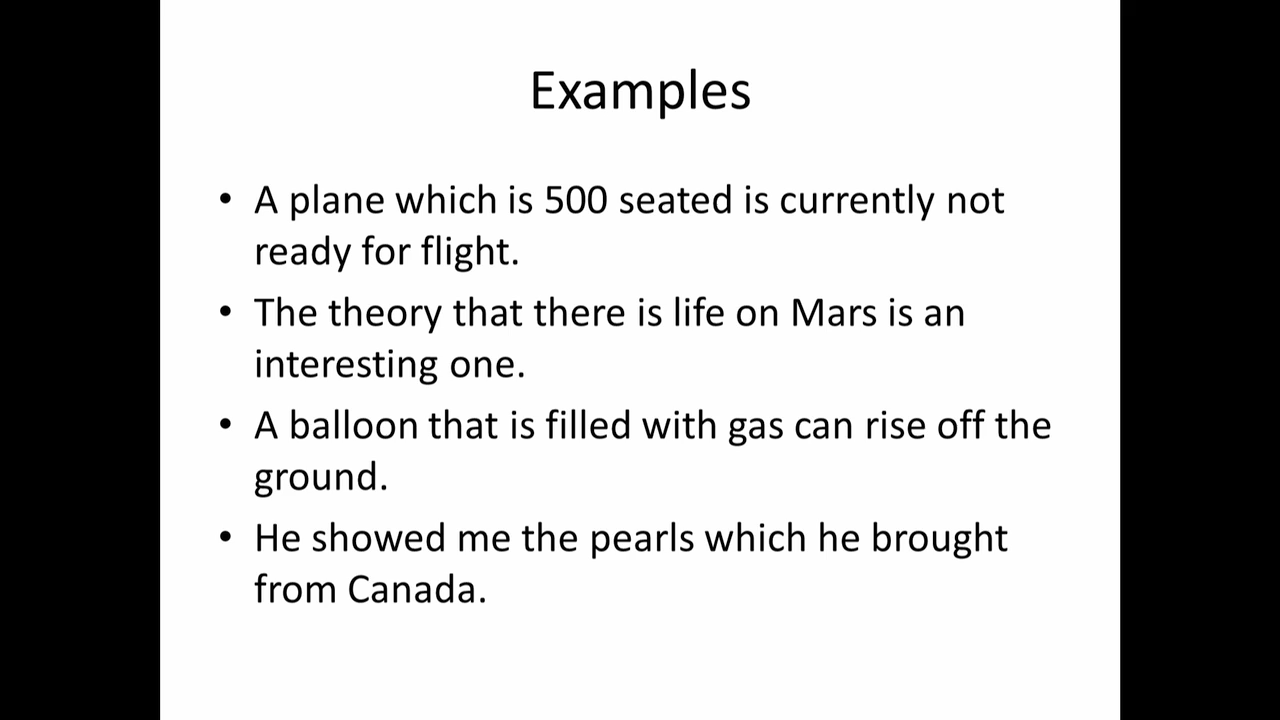 Examples
• A plane which is 500 seated is currently not
ready for flight.
• The theory that there is life on Mars is an
interesting one.
• A balloon that is filled with gas can rise off the
ground.
• He showed me the pearls which he brought
from Canada.